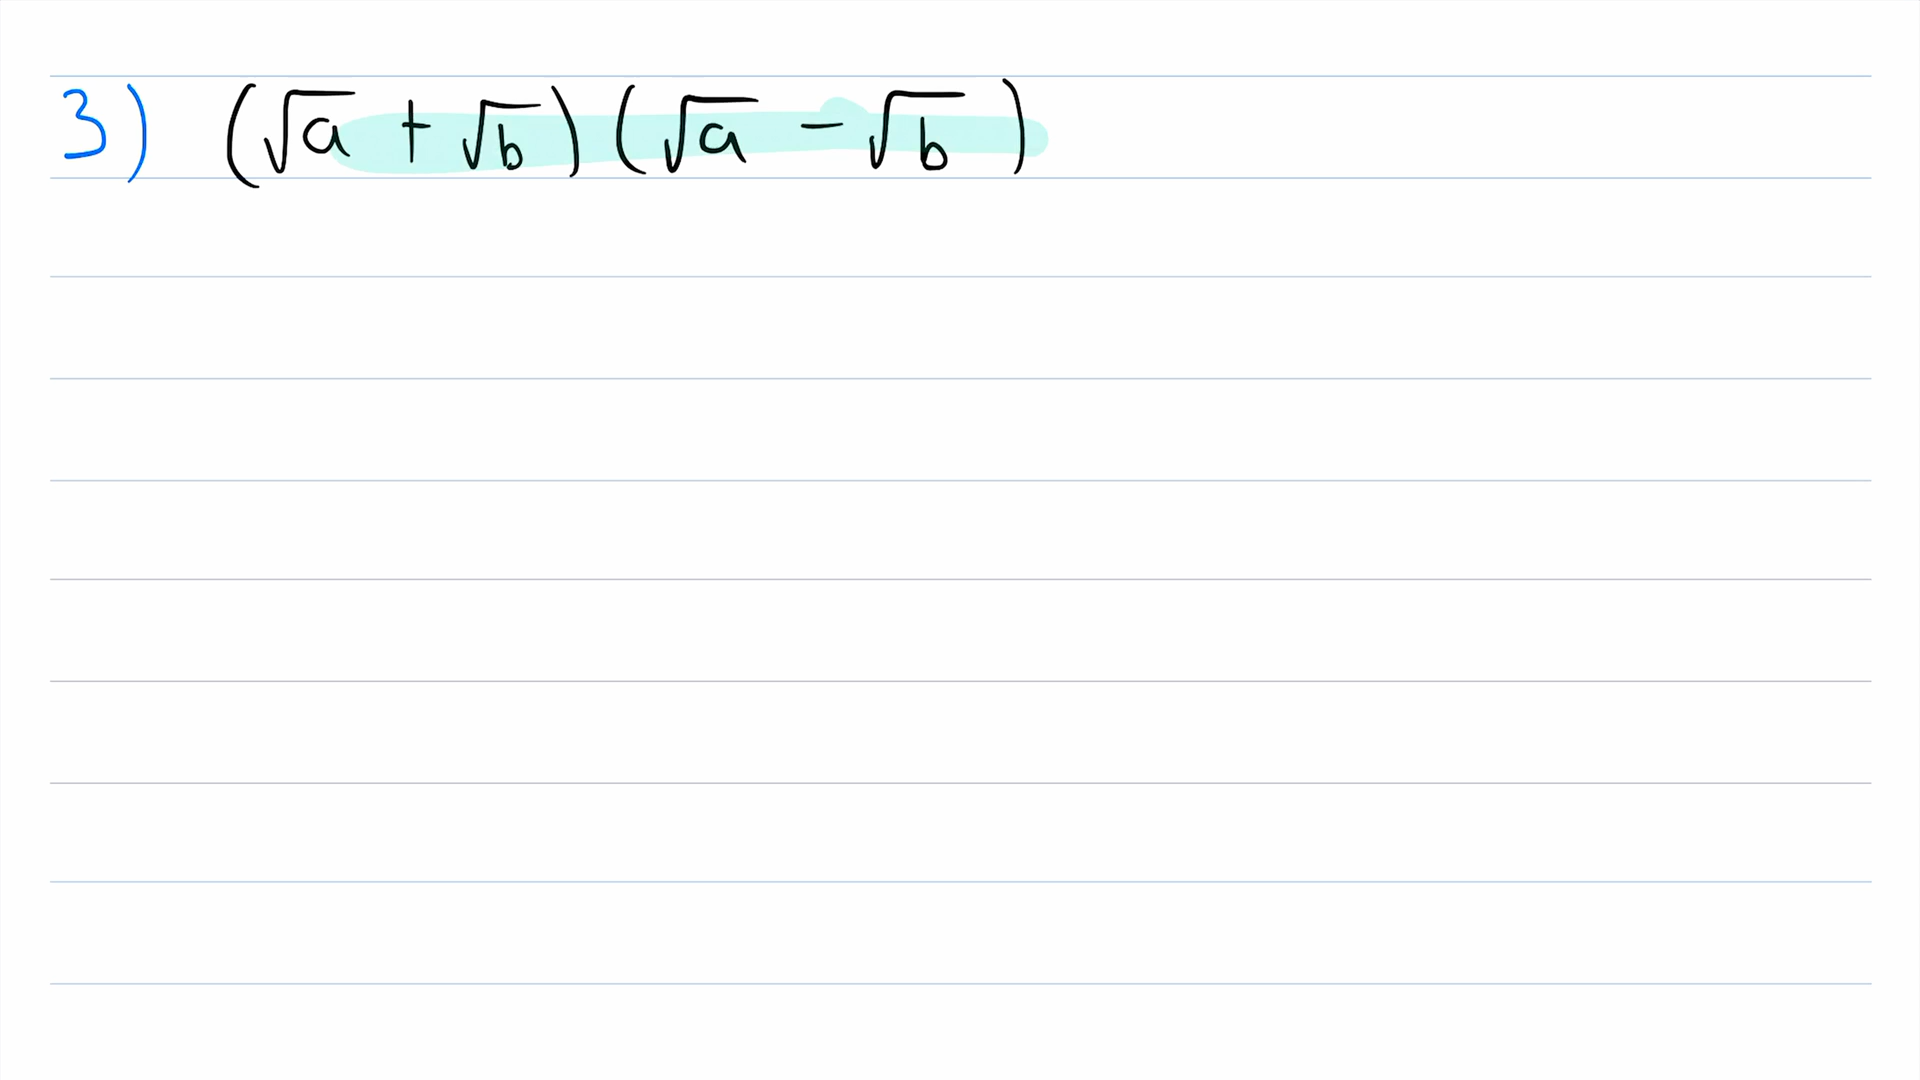 3) (√a + √b) (√a - √b)